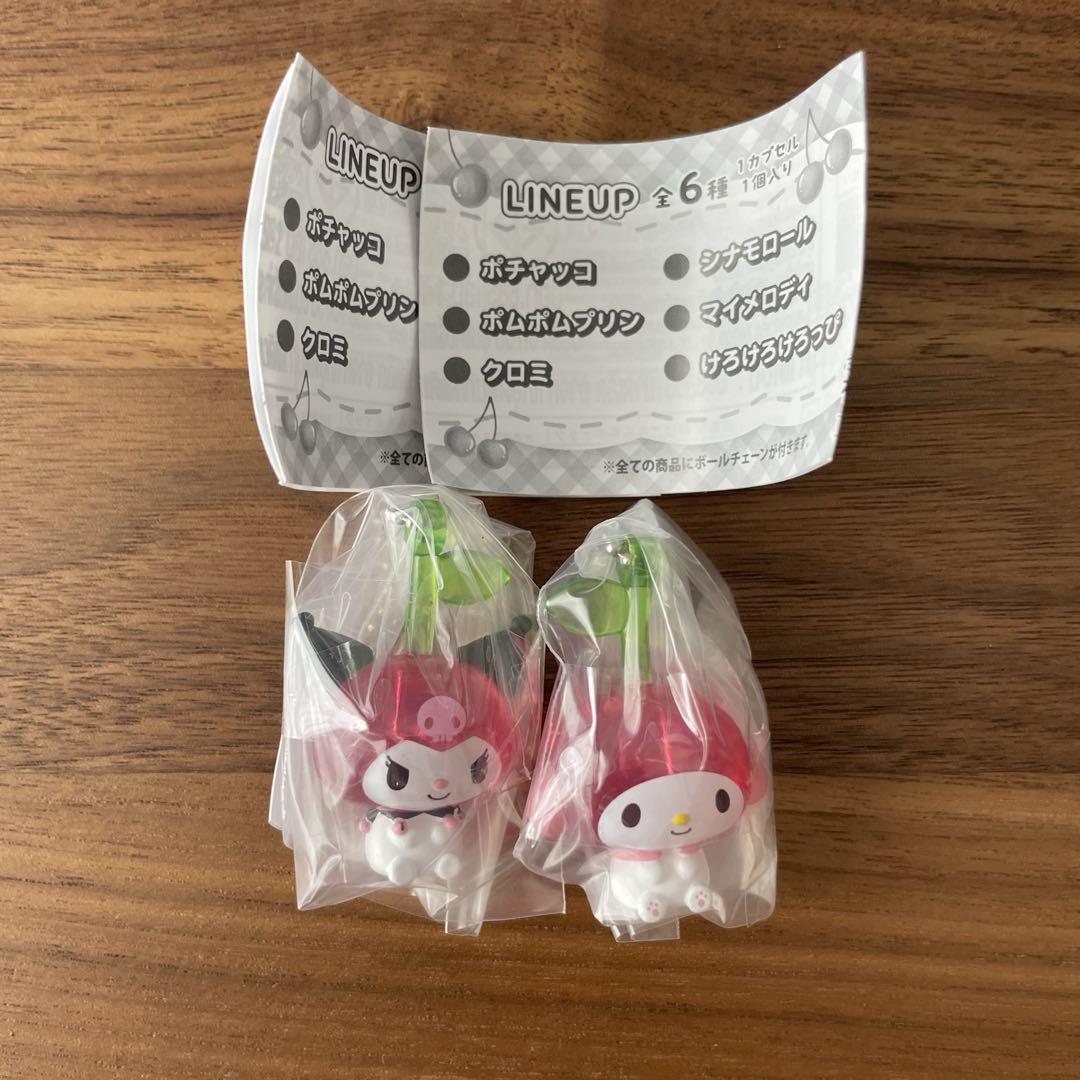 LINEUP
ポチャッコ
ポムポムプリン
クロミ
※全ての
LINEUP 全6種 1カプセル1個入り
ポチャッコ
ポムポムプリン
クロミ
シナモロール
マイメロディ
けろけろけろっぴ
※全ての商品にボールチェーンが付きます。